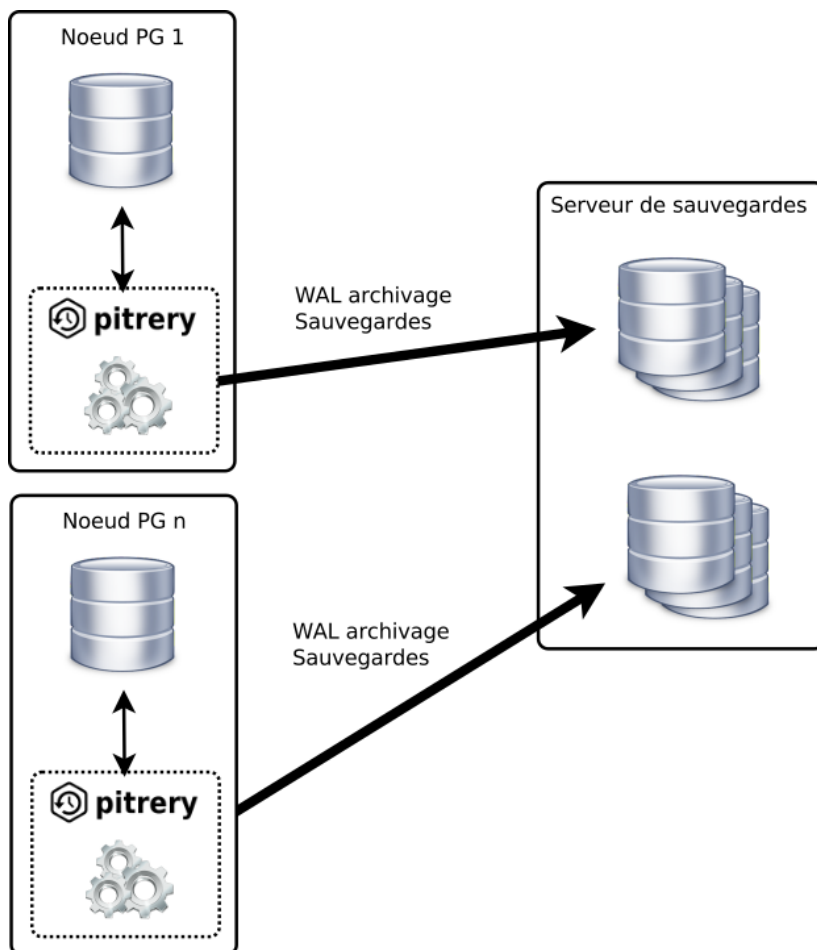 Noeud PG 1
pitrery
WAL archivage
Sauvegardes
Serveur de sauvegardes
Noeud PG n
pitrery
WAL archivage
Sauvegardes